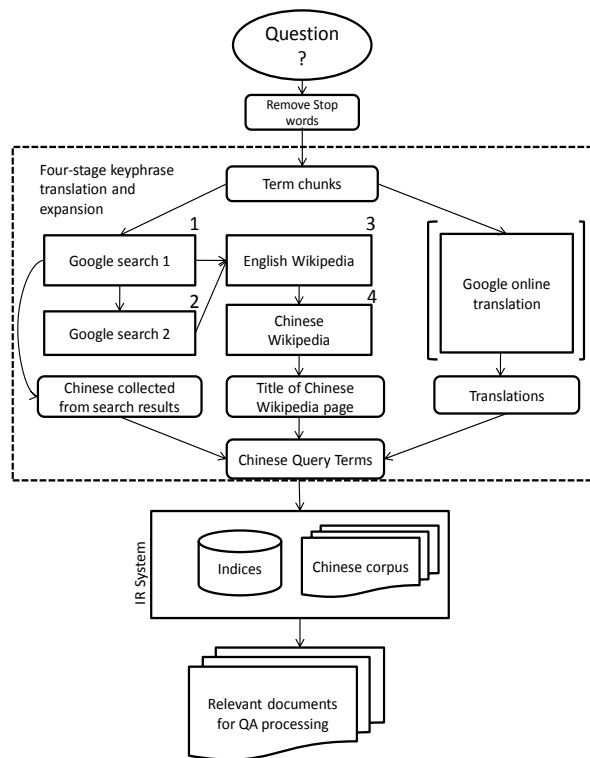 Question
?
Remove Stop
words
Four-stage keyphrase
translation and
expansion
Term chunks
1
Google search 1
2
Google search 2
Chinese collected
from search results
3
English Wikipedia
4
Chinese
Wikipedia
Title of Chinese
Wikipedia page
Google online
translation
Translations
Chinese Query Terms
IR System
Indices
Chinese corpus
Relevant documents
for QA processing